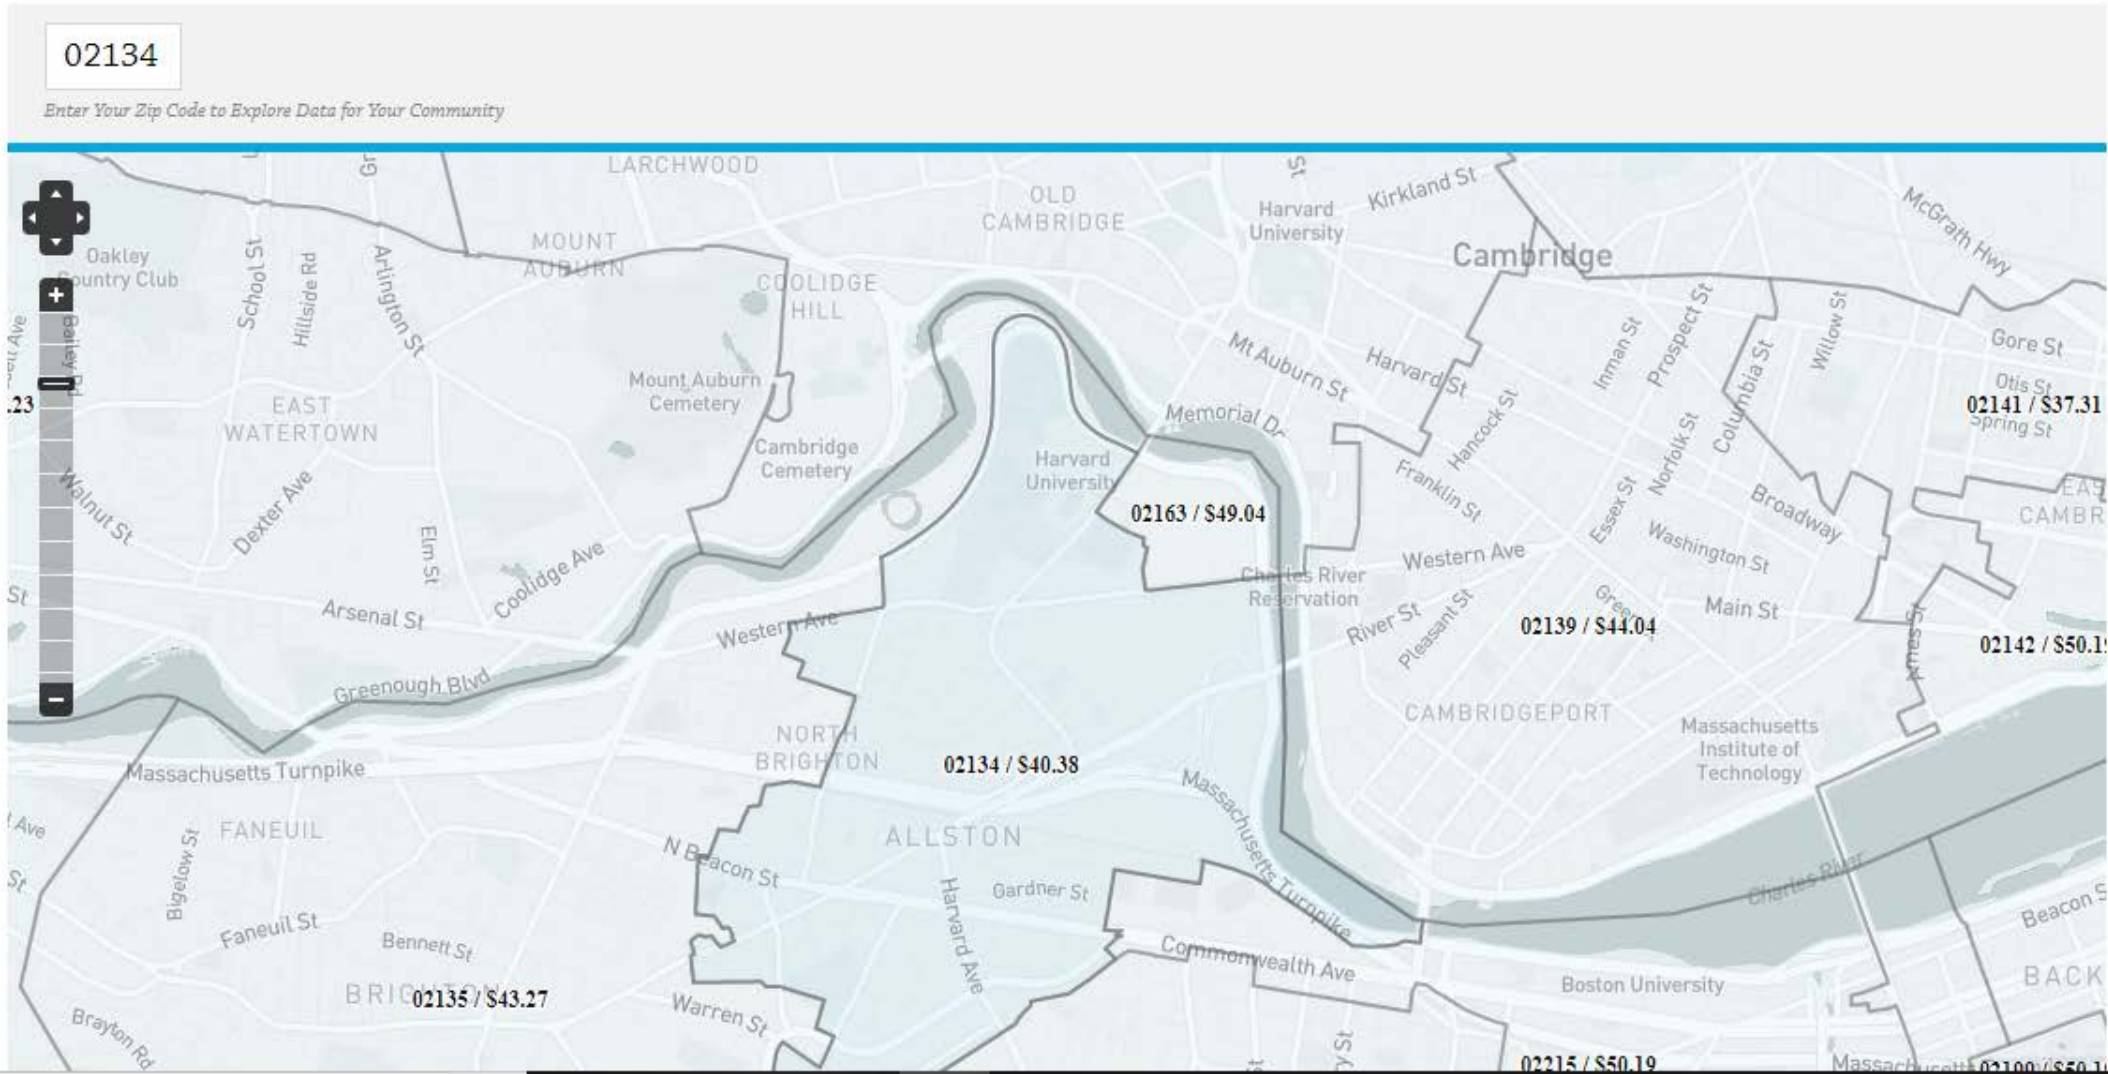 02134
Enter Your Zip Code to Explore Data for Your Community
LARCHWOOD
OLD
CAMBRIDGE
Harvard
University
Kirkland St
McGrath Hwy
St
Oakley
Country Club
School St
Hillside Rd
Arlington St
MOUNT
AUBURN
COOLIDGE
HILL
Cambridge
Bailey Rd
+
.23
EAST
WATERTOWN
Mount Auburn
Cemetery
Cambridge
Cemetery
Mt Auburn St
Harvard St
Memorial Dr
Hancock St
Franklin St
Inman St
Prospect St
Columbia St
Norfolk St
Willow St
Gore St
Otis St
02141 / $37.31
Spring St
Harvard
University
02163 / $49.04
Walnut St
Dexter Ave
Elm St
Coolidge Ave
Essex St
Broadway
Washington St
Western Ave
Charles River
Reservation
River St
Pleasant St
Main St
02139 / $44.04
Ames St
02142 / $50.1
St
Arsenal St
Western Ave
Greenough Blvd
CAMBRIDGEPORT
Massachusetts
Institute of
Technology
−
NORTH
BRIGHTON
02134 / $40.38
Massachusetts Turnpike
Massachusetts Turnpike
Ave
FANEUIL
ALLSTON
N Beacon St
Gardner St
Harvard Ave
Charles River
Beacon S
St
Bigelow St
Faneuil St
Bennett St
Commonwealth Ave
Boston University
BACK
BRIGHTON
02135 / $43.27
Warren St
Brayton Rd
02215 / $50.19